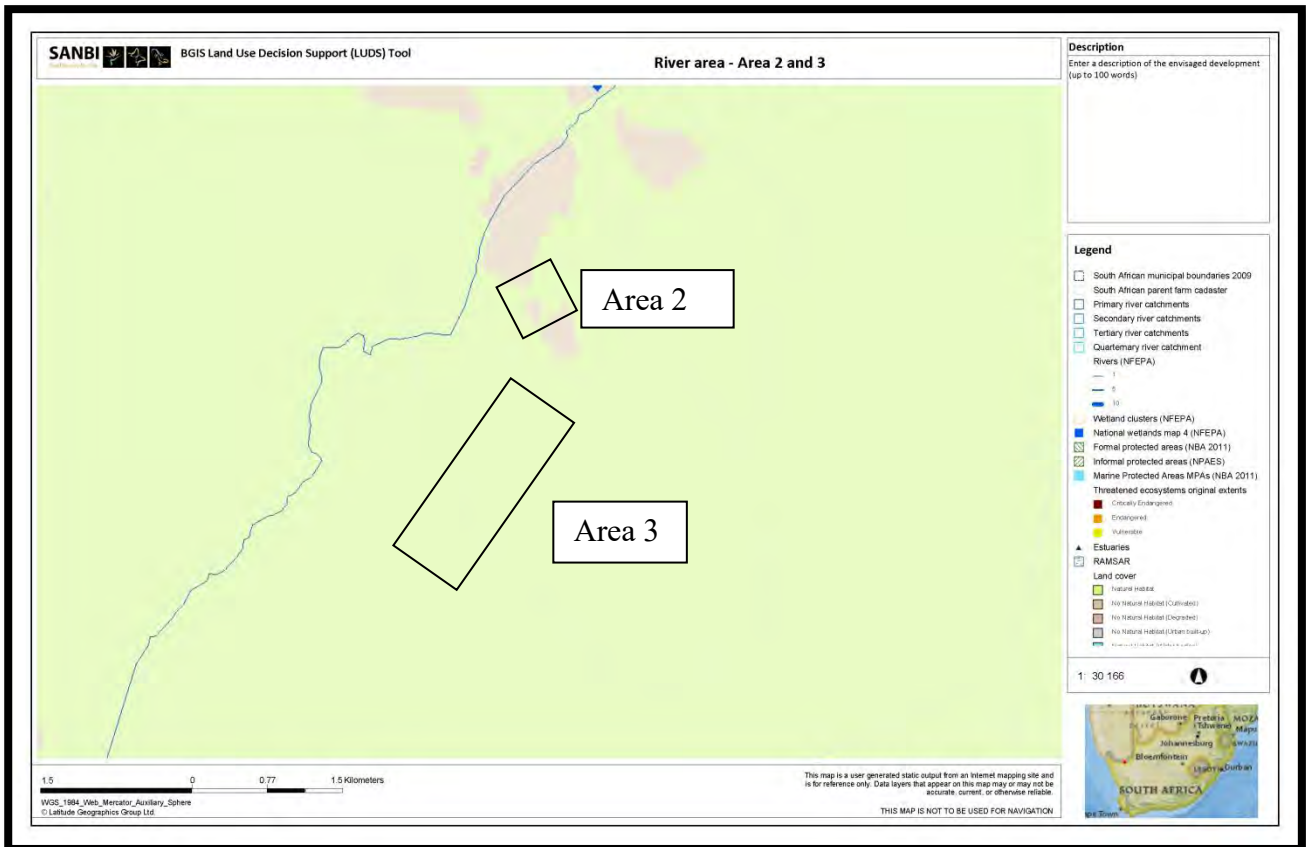 SANBI
BGIS Land Use Decision Support (LUDS) Tool
River area - Area 2 and 3
Area 2
Area 3
Description
Enter a description of the envisaged development
(up to 100 words)
Legend
South African municipal boundaries 2009
South African parent farm cadaster
Primary river catchments
Secondary river catchments
Tertiary river catchments
Quarternary river catchment
Rivers (NFEPA)
1
5
10
Wetland clusters (NFEPA)
National wetlands map 4 (NFEPA)
Formal protected areas (NBA 2011)
Informal protected areas (NPAES)
Marine Protected Areas MPAs (NBA 2011)
Threatened ecosystems original extents
Critically Endangered
Endangered
Vulnerable
Estuaries
RAMSAR
Land cover
Natural Habitat
No Natural Habitat (Cultivated)
No Natural Habitat (Degraded)
No Natural Habitat (Urban built-up)
1: 30 166
Gaborone
Pretoria
(Tshwane)
Johannesburg
Bloemfontein
Durban
SOUTH AFRICA
1.5 0 0.77 1.5 Kilometers
WGS_1984_Web_Mercator_Auxiliary_Sphere
© Latitude Geographics Group Ltd.
This map is a user generated static output from an Internet mapping site and
is for reference only. Data layers that appear on this map may or may not be
accurate, current, or otherwise reliable.
THIS MAP IS NOT TO BE USED FOR NAVIGATION